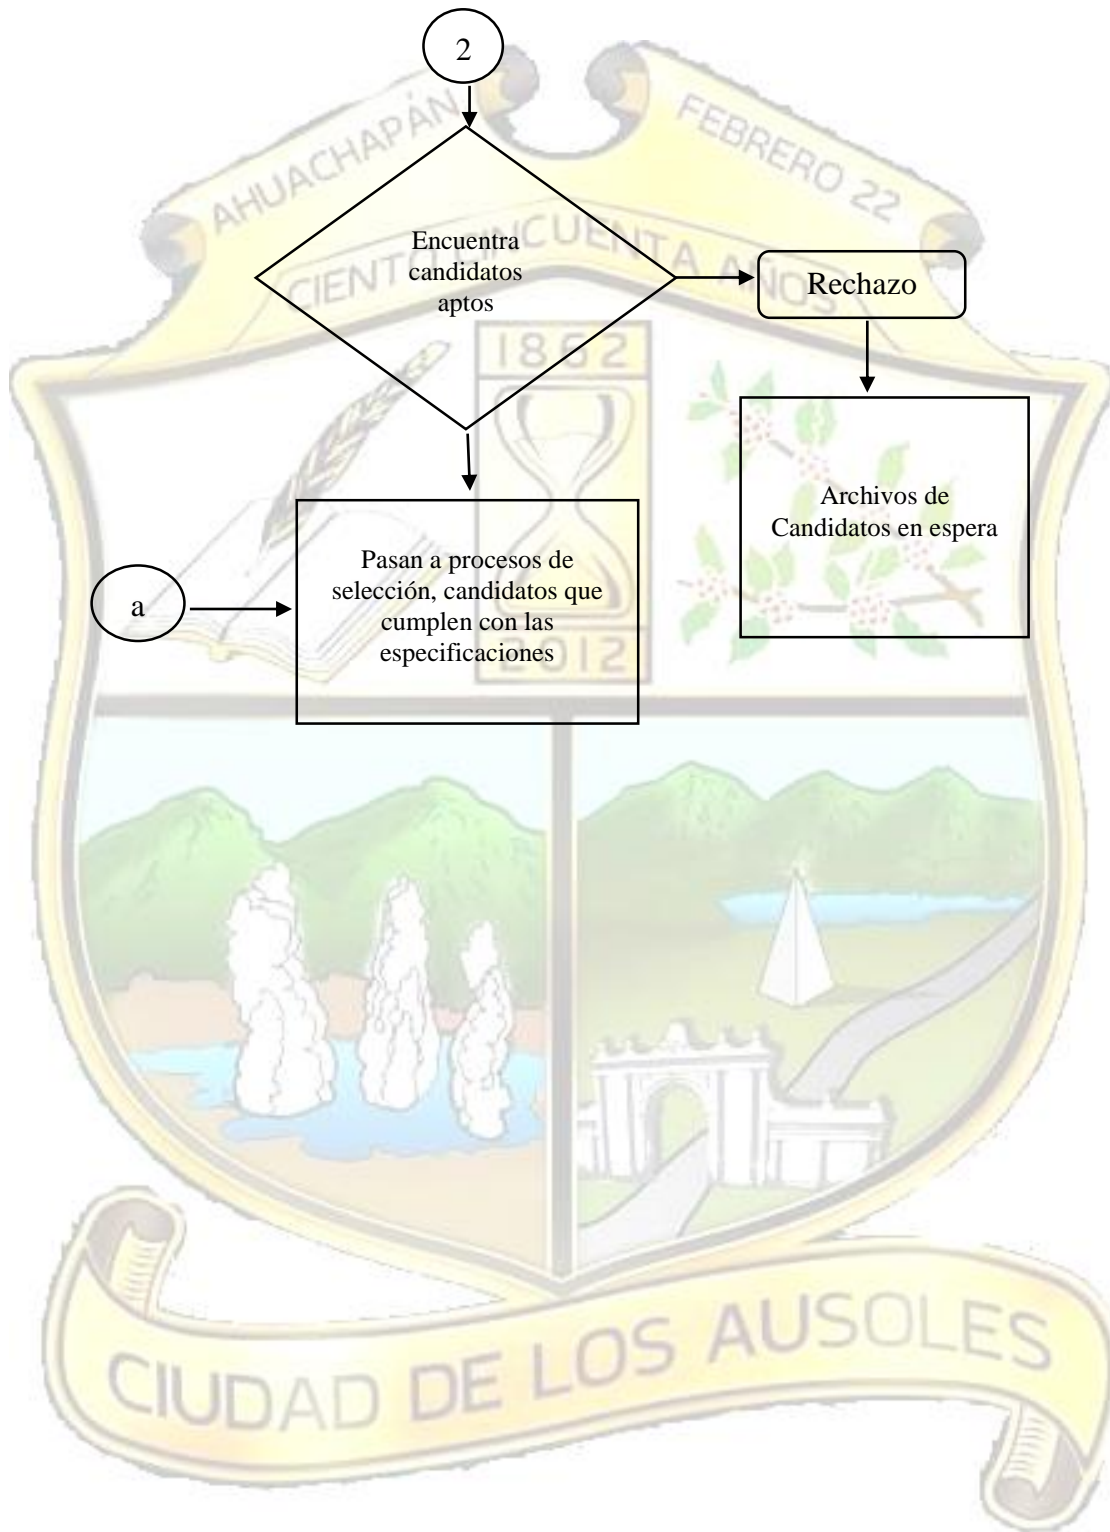 2
AHUACHAPÁN
FEBRERO 22
CIENTO CINCUENTA AÑOS
Encuentra
candidatos
aptos
Rechazo
1862
Archivos de
Candidatos en espera
Pasan a procesos de
selección, candidatos que
cumplen con las
especificaciones
a
2012
CIUDAD DE LOS AUSOLES